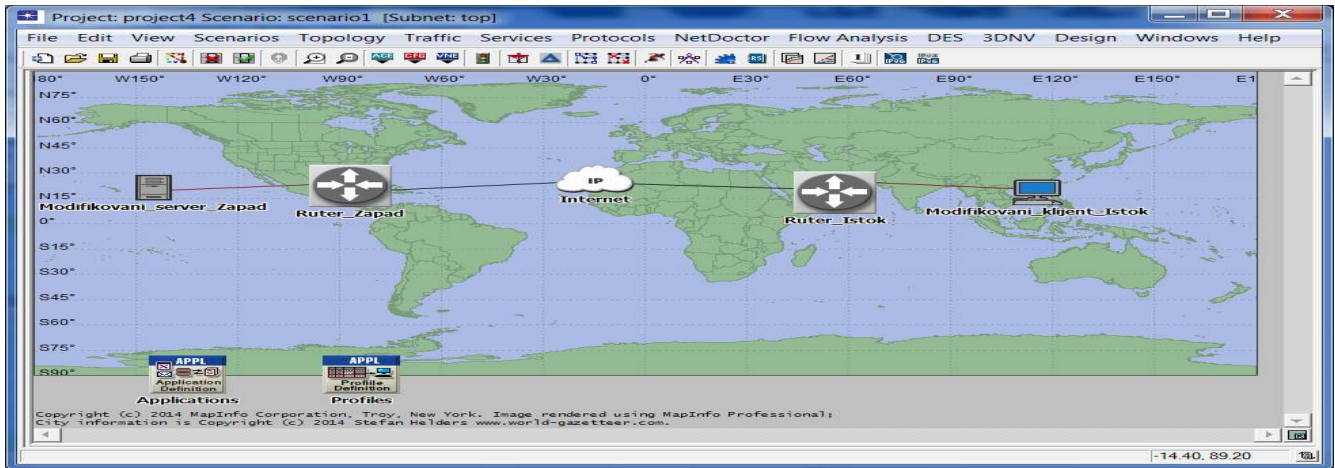 Project: project4 Scenario: scenario1 [Subnet: top]
File Edit View Scenarios Topology Traffic Services Protocols NetDoctor Flow Analysis DES 3DNV Design Windows Help
80° W150° W120° W90° W60° W30° 0° E30° E60° E90° E120° E150° E1
N75°
N60°
N45°
N30°
N15°
0°
S15°
S30°
S45°
S60°
S75°
S90°
Modifikovani_server_Zapad
Ruter_Zapad
IP
Internet
Ruter_Istok
Modifikovani_klijent_Istok
APPL
Application
Definition
Applications
APPL
Profile
Definition
Profiles
Copyright (c) 2014 MapInfo Corporation, Troy, New York. Image rendered using MapInfo Professional;
City information is Copyright (c) 2014 Stefan Helders www.world-gazetteer.com.
-14.40, 89.20